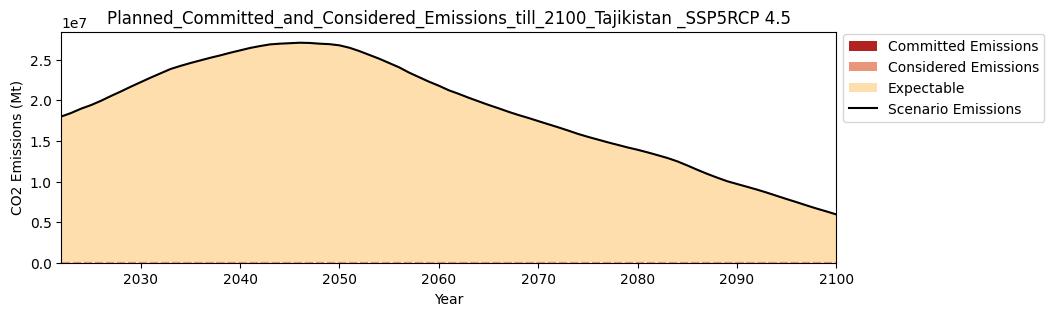 Planned_Committed_and_Considered_Emissions_till_2100_Tajikistan _SSP5RCP 4.5
1e7
2.5
2.0
1.5
1.0
0.5
0.0
CO2 Emissions (Mt)
2030 2040 2050 2060 2070 2080 2090 2100
Year
Committed Emissions
Considered Emissions
Expectable
Scenario Emissions